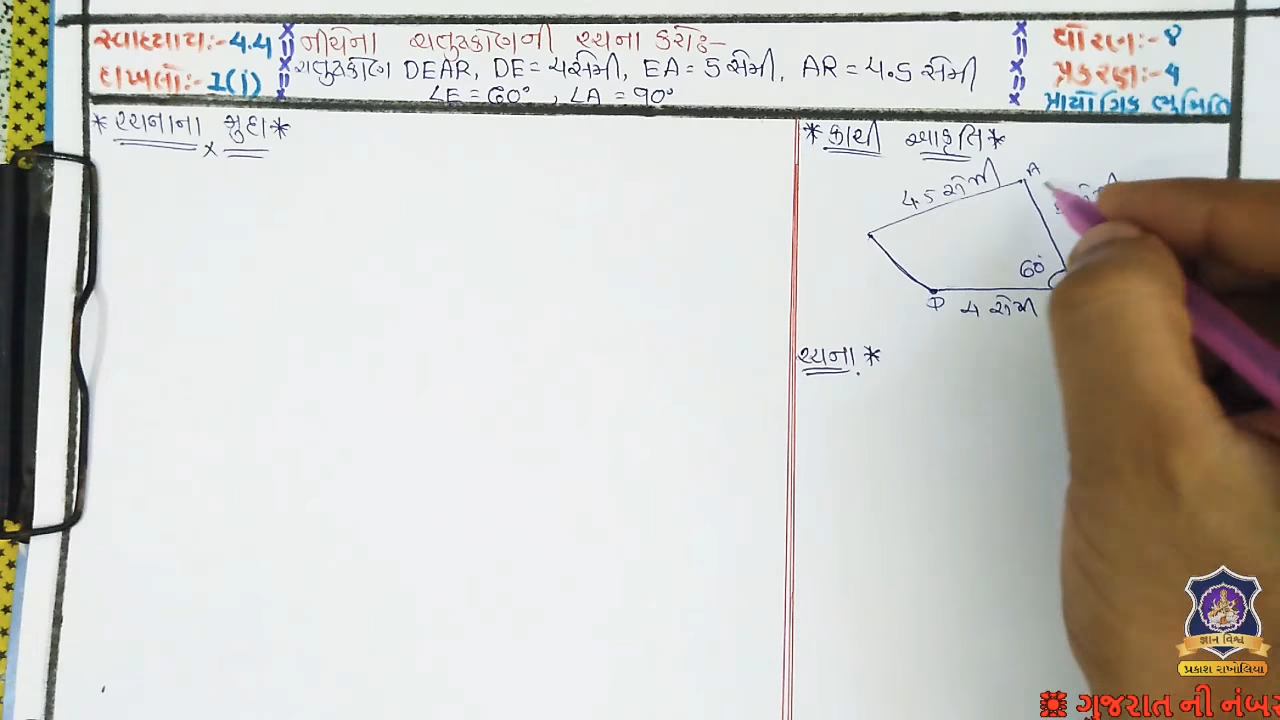 સ્વાધ્યાય:- 4.4
દાખલો:- 1(i)
નીચેના ચતુષ્કોણની રચના કરો:-
ચતુષ્કોણ DEAR, DE = 4 સેમી, EA = 5 સેમી, AR = 4.5 સેમી
∠E = 60° , ∠A = 90°
ધોરણ:- 8
પ્રકરણ:- 4
પ્રાયોગિક ભૂમિતિ
* રચનાના મુદ્દા *
* કાચી આકૃતિ *
A
4.5 સેમી
60°
D
4 સેમી
રચના *
જ્ઞાન વિશ્વ
પ્રકાશ રાખોલિયા
ગુજરાત ની નંબર